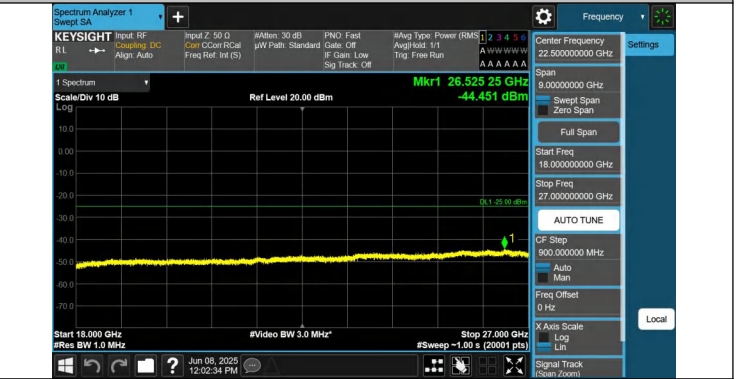 Spectrum Analyzer 1
Swept SA
+
Frequency
KEYSIGHT
RL
Input: RF
Coupling: DC
Align: Auto
Input Z: 50 Ω
Corr CCorr RCal
Freq Ref: Int (S)
#Atten: 30 dB
µW Path: Standard
PNO: Fast
Gate: Off
IF Gain: Low
Sig Track: Off
#Avg Type: Power (RMS
Avg|Hold: 1/1
Trig: Free Run
1 2 3 4 5 6
A W W W W W
A A A A A A
LXI
1 Spectrum
Scale/Div 10 dB
Log
Ref Level 20.00 dBm
Mkr1 26.525 25 GHz
-44.451 dBm
10.0
0.00
-10.0
-20.0
-30.0
-40.0
-50.0
-60.0
-70.0
DL1 -25.00 dBm
1
Start 18.000 GHz
#Res BW 1.0 MHz
#Video BW 3.0 MHz*
Stop 27.000 GHz
#Sweep ~1.00 s (20001 pts)
Center Frequency
22.500000000 GHz
Span
9.00000000 GHz
Swept Span
Zero Span
Full Span
Start Freq
18.000000000 GHz
Stop Freq
27.000000000 GHz
AUTO TUNE
CF Step
900.000000 MHz
Auto
Man
Freq Offset
0 Hz
X Axis Scale
Log
Lin
Signal Track
(Span Zoom)
Settings
Local
?
Jun 08, 2025
12:02:34 PM